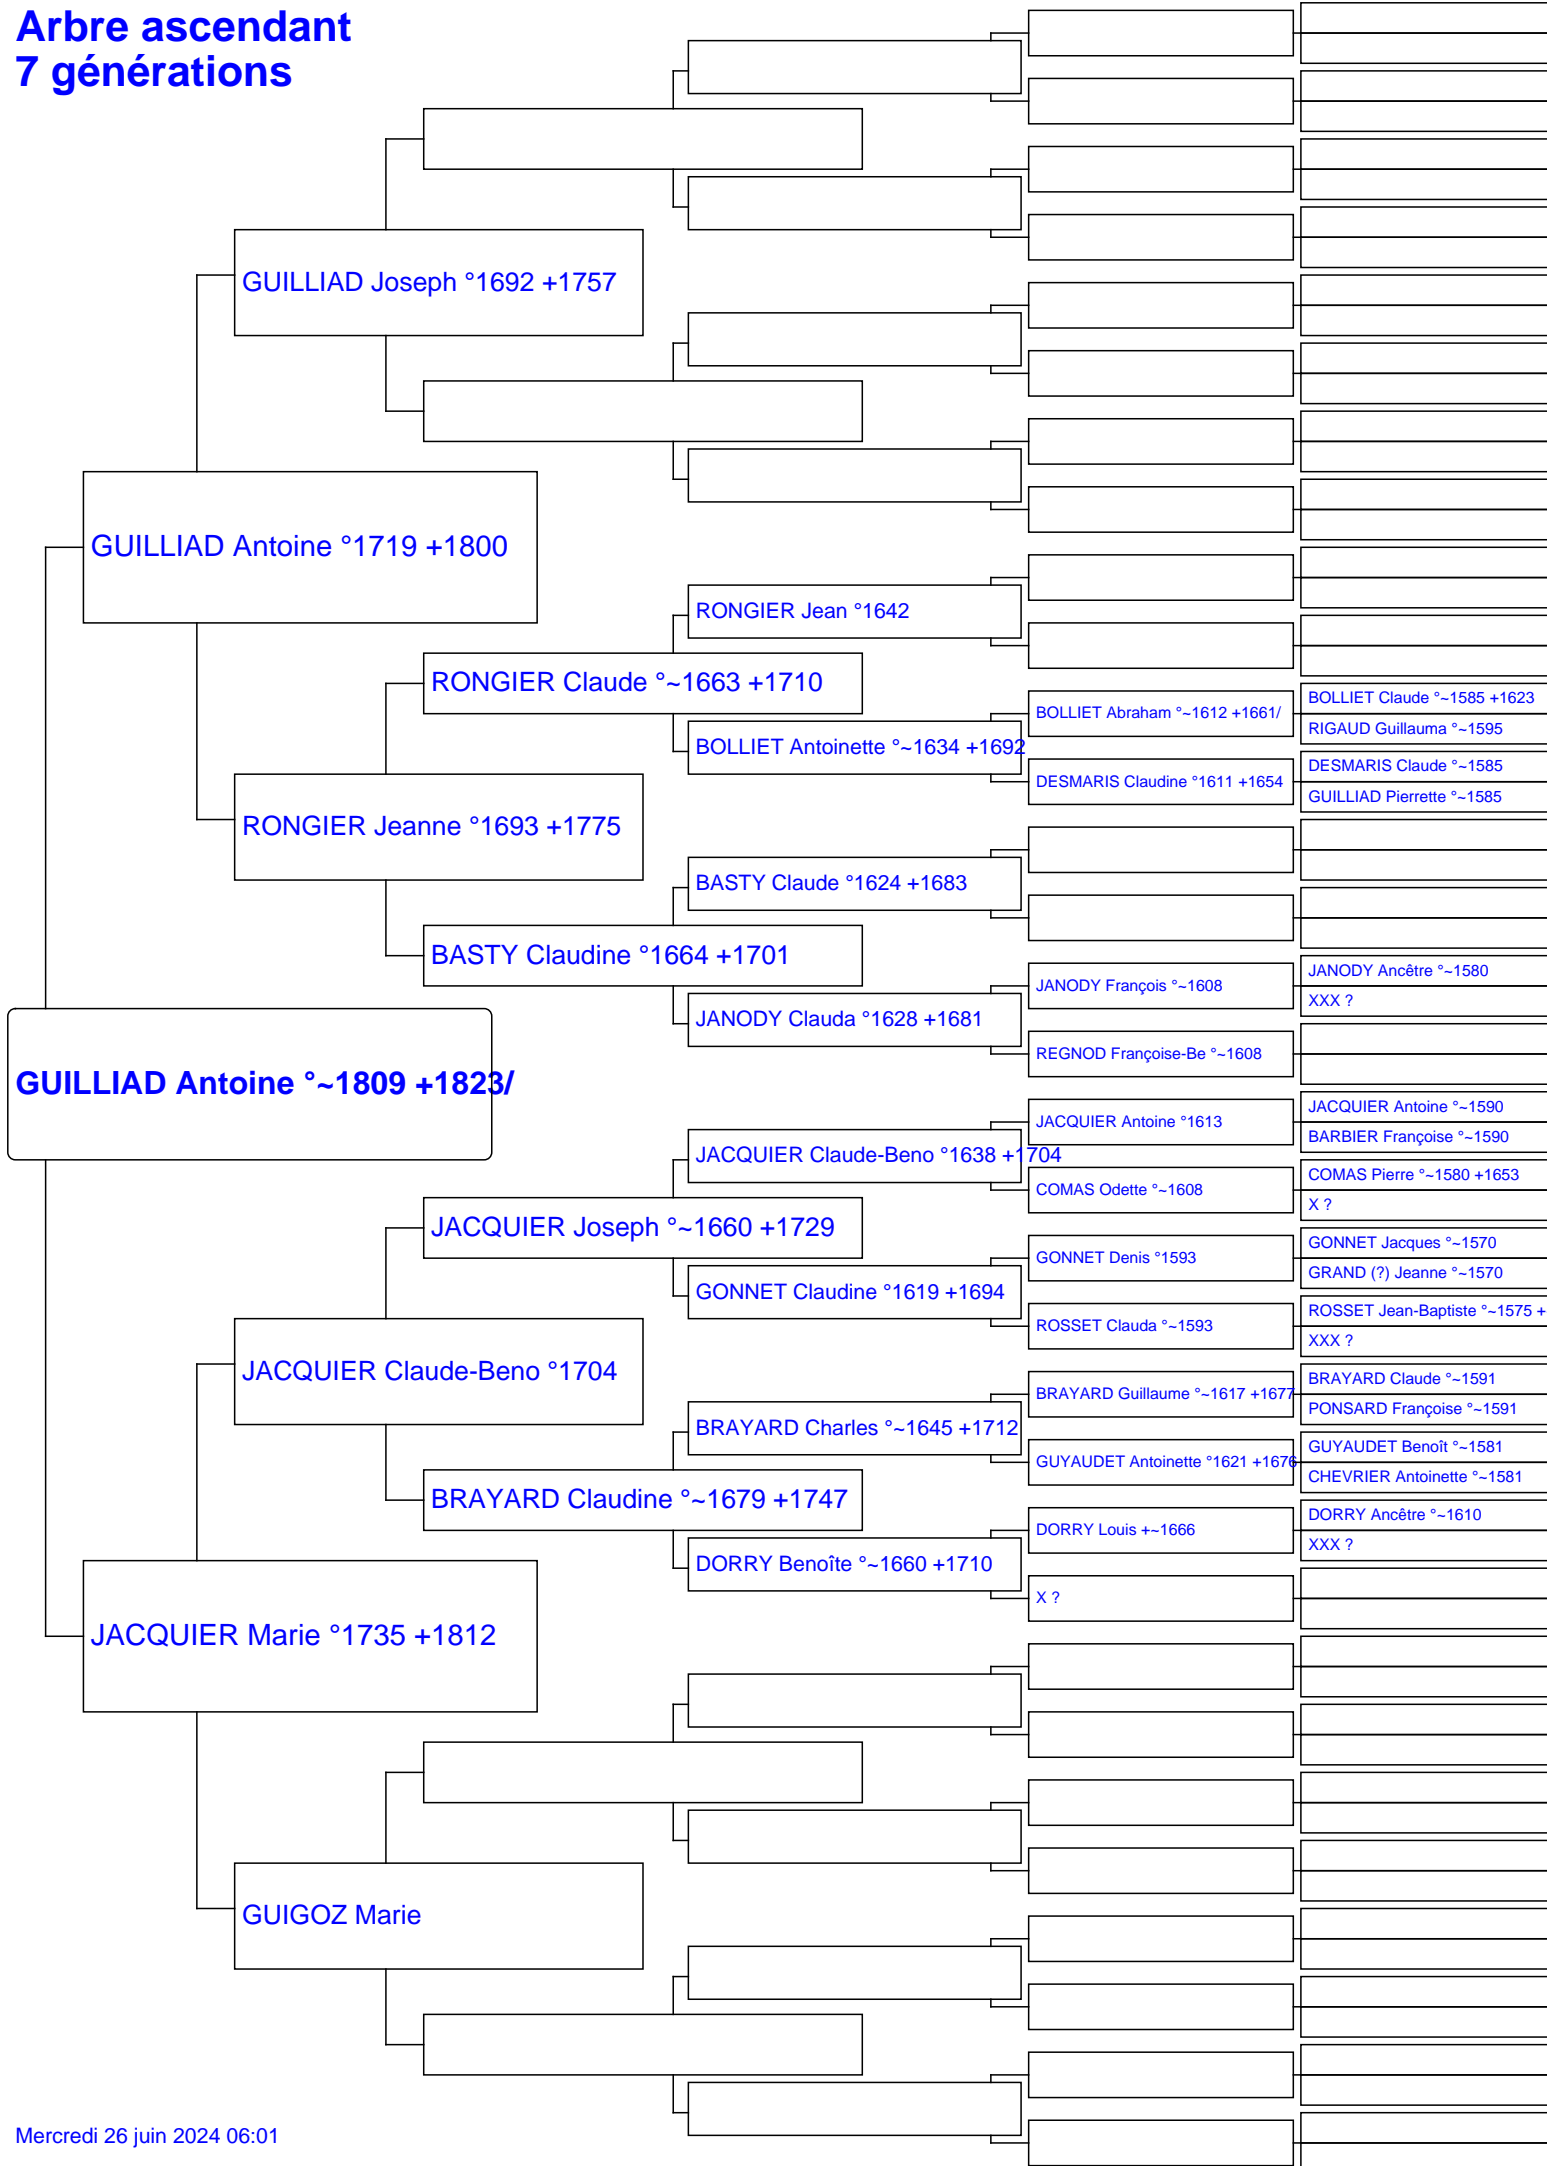 Arbre ascendant
7 générations
GUILLIAD Joseph °1692 +1757
GUILLIAD Antoine °1719 +1800
RONGIER Jean °1642
RONGIER Claude °~1663 +1710
BOLLIET Abraham °~1612 +1661/
BOLLIET Claude °~1585 +1623
RIGAUD Guillauma °~1595
BOLLIET Antoinette °~1634 +1692
DESMARIS Claudine °1611 +1654
DESMARIS Claude °~1585
GUILLIAD Pierrette °~1585
RONGIER Jeanne °1693 +1775
BASTY Claude °1624 +1683
BASTY Claudine °1664 +1701
JANODY François °~1608
JANODY Ancêtre °~1580
XXX ?
JANODY Clauda °1628 +1681
REGNOD Françoise-Be °~1608
GUILLIAD Antoine °~1809 +1823/
JACQUIER Antoine °1613
JACQUIER Antoine °~1590
BARBIER Françoise °~1590
JACQUIER Claude-Beno °1638 +1704
COMAS Odette °~1608
COMAS Pierre °~1580 +1653
X ?
JACQUIER Joseph °~1660 +1729
GONNET Denis °1593
GONNET Jacques °~1570
GRAND (?) Jeanne °~1570
GONNET Claudine °1619 +1694
ROSSET Clauda °~1593
ROSSET Jean-Baptiste °~1575 +
XXX ?
JACQUIER Claude-Beno °1704
BRAYARD Guillaume °~1617 +1677
BRAYARD Claude °~1591
PONSARD Françoise °~1591
BRAYARD Charles °~1645 +1712
GUYAUDET Antoinette °1621 +1676
GUYAUDET Benoît °~1581
CHEVRIER Antoinette °~1581
BRAYARD Claudine °~1679 +1747
DORRY Louis +~1666
DORRY Ancêtre °~1610
XXX ?
DORRY Benoîte °~1660 +1710
X ?
JACQUIER Marie °1735 +1812
GUIGOZ Marie
Mercredi 26 juin 2024 06:01